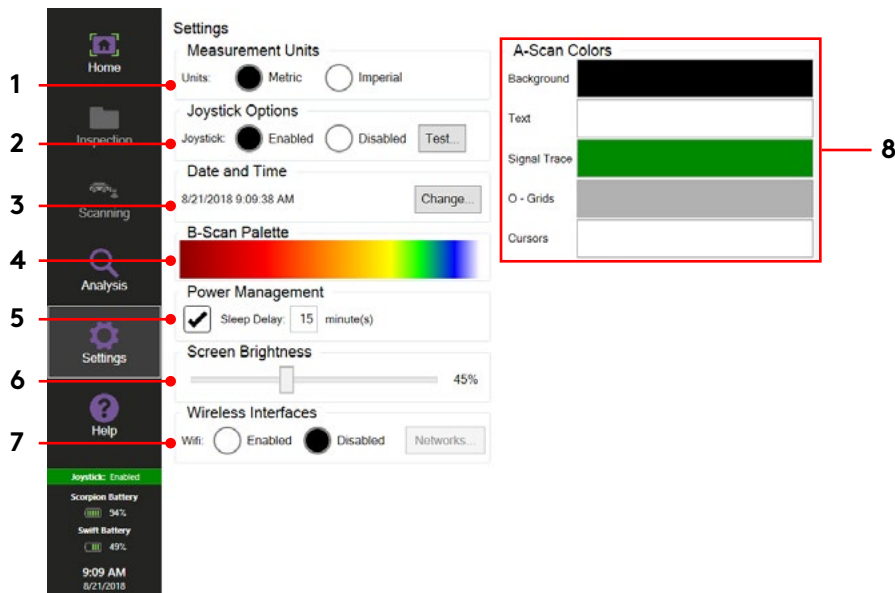 Settings
Home
Inspection
Scanning
Analysis
Settings
Help
Joystick: Enabled
Scorpion Battery
94%
Swift Battery
49%
9:09 AM
8/21/2018
1
2
3
4
5
6
7
Measurement Units
Units: Metric Imperial
Joystick Options
Joystick: Enabled Disabled Test...
Date and Time
8/21/2018 9:09:38 AM Change...
B-Scan Palette
Power Management
Sleep Delay: 15 minute(s)
Screen Brightness
45%
Wireless Interfaces
Wifi: Enabled Disabled Networks...
A-Scan Colors
Background
Text
Signal Trace
O - Grids
Cursors
8